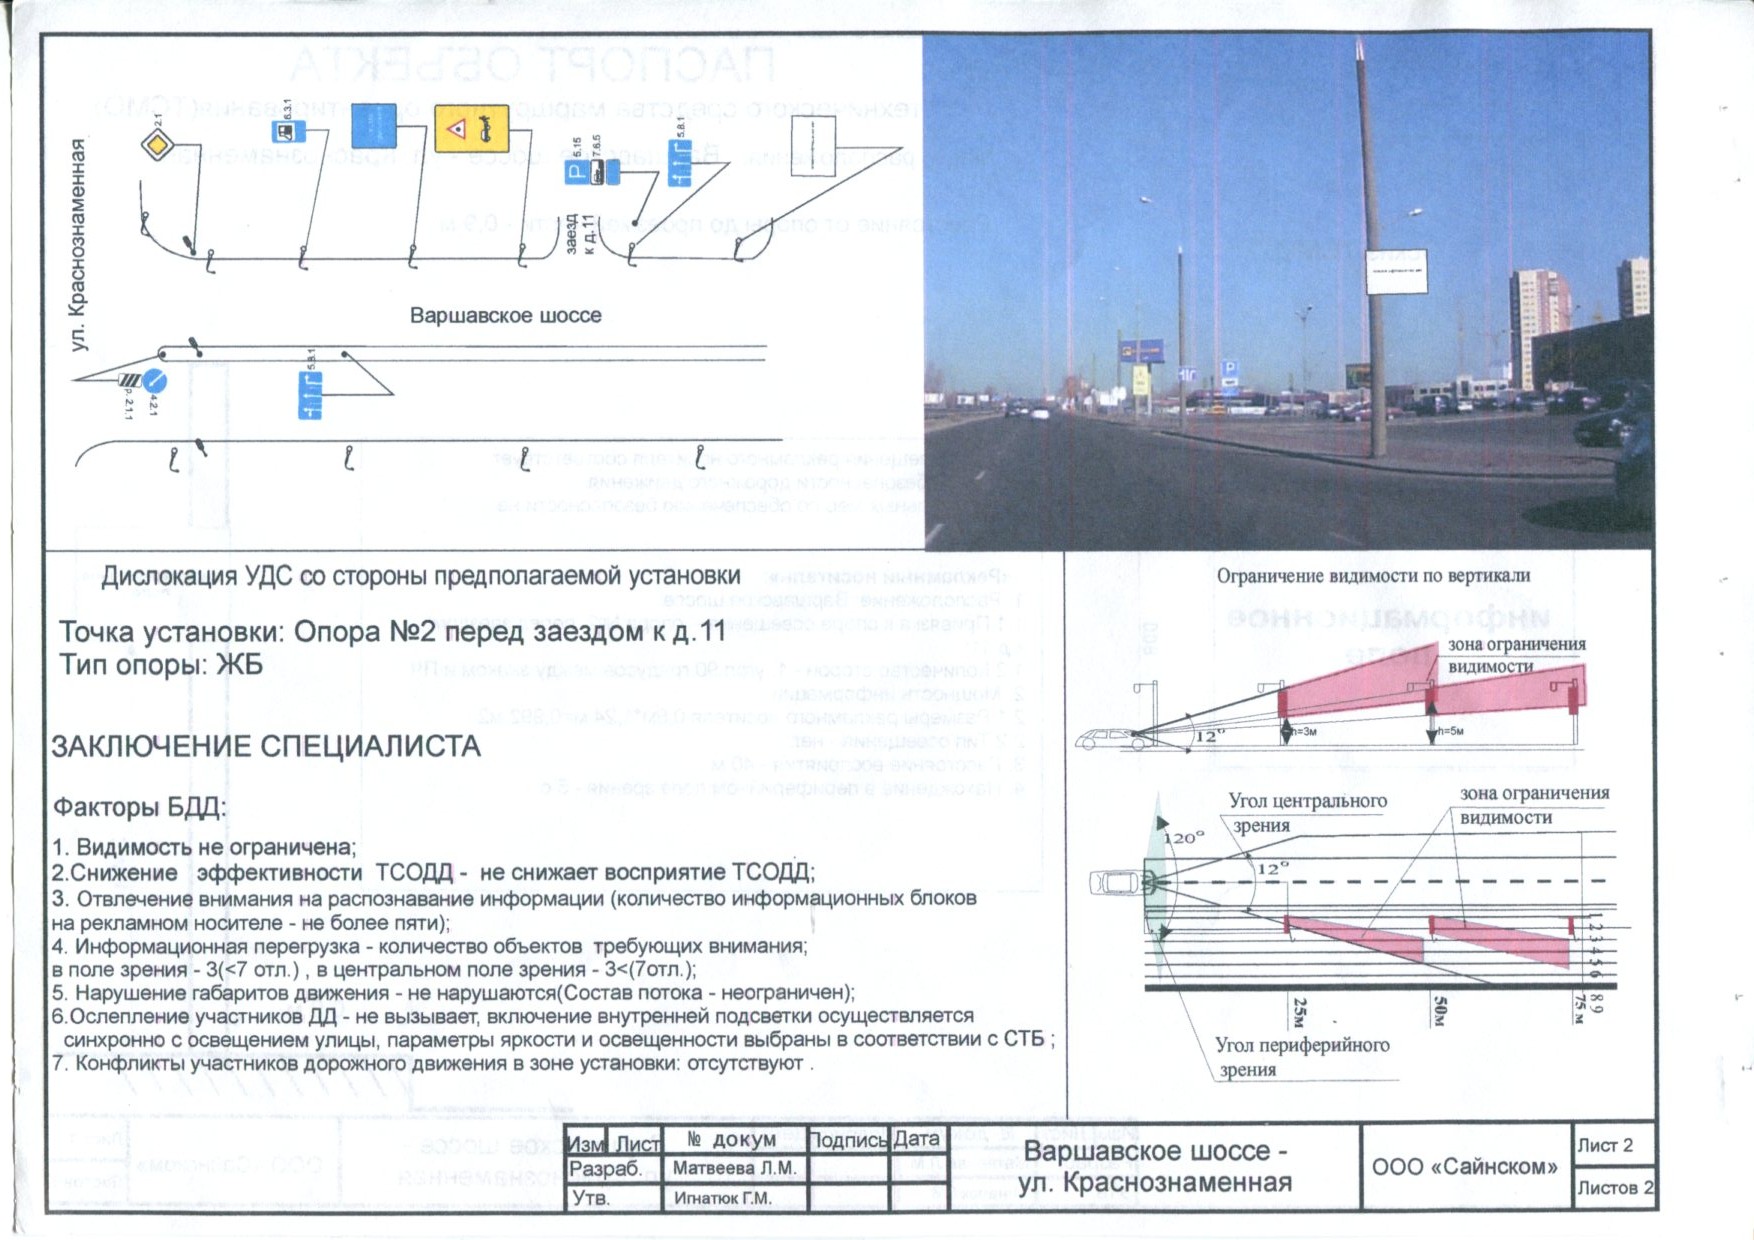 ул. Краснознаменная
2.1
6.3.1
5.15
7.6.5
5.8.1
P
заезд
к д.11
Варшавское шоссе
5.8.1
р.2.1.1
4.2.1
Дислокация УДС со стороны предполагаемой установки
Точка установки: Опора №2 перед заездом к д.11
Тип опоры: ЖБ
ЗАКЛЮЧЕНИЕ СПЕЦИАЛИСТА
Факторы БДД:
1. Видимость не ограничена;
2.Снижение эффективности ТСОДД - не снижает восприятие ТСОДД;
3. Отвлечение внимания на распознавание информации (количество информационных блоков
на рекламном носителе - не более пяти);
4. Информационная перегрузка - количество объектов требующих внимания;
в поле зрения - 3(<7 отл.) , в центральном поле зрения - 3<(7отл.);
5. Нарушение габаритов движения - не нарушаются(Состав потока - неограничен);
6.Ослепление участников ДД - не вызывает, включение внутренней подсветки осуществляется
синхронно с освещением улицы, параметры яркости и освещенности выбраны в соответствии с СТБ ;
7. Конфликты участников дорожного движения в зоне установки: отсутствуют .
Ограничение видимости по вертикали
зона ограничения
видимости
12°
h=3м
h=5м
Угол центрального
зрения
зона ограничения
видимости
120°
12°
1 2 3 4 5 6 8 9
25м
50м
75 м
Угол периферийного
зрения
Изм Лист № докум Подпись Дата
Разраб. Матвеева Л.М.
Утв. Игнатюк Г.М.
Варшавское шоссе -
ул. Краснознаменная
ООО «Сайнском»
Лист 2
Листов 2